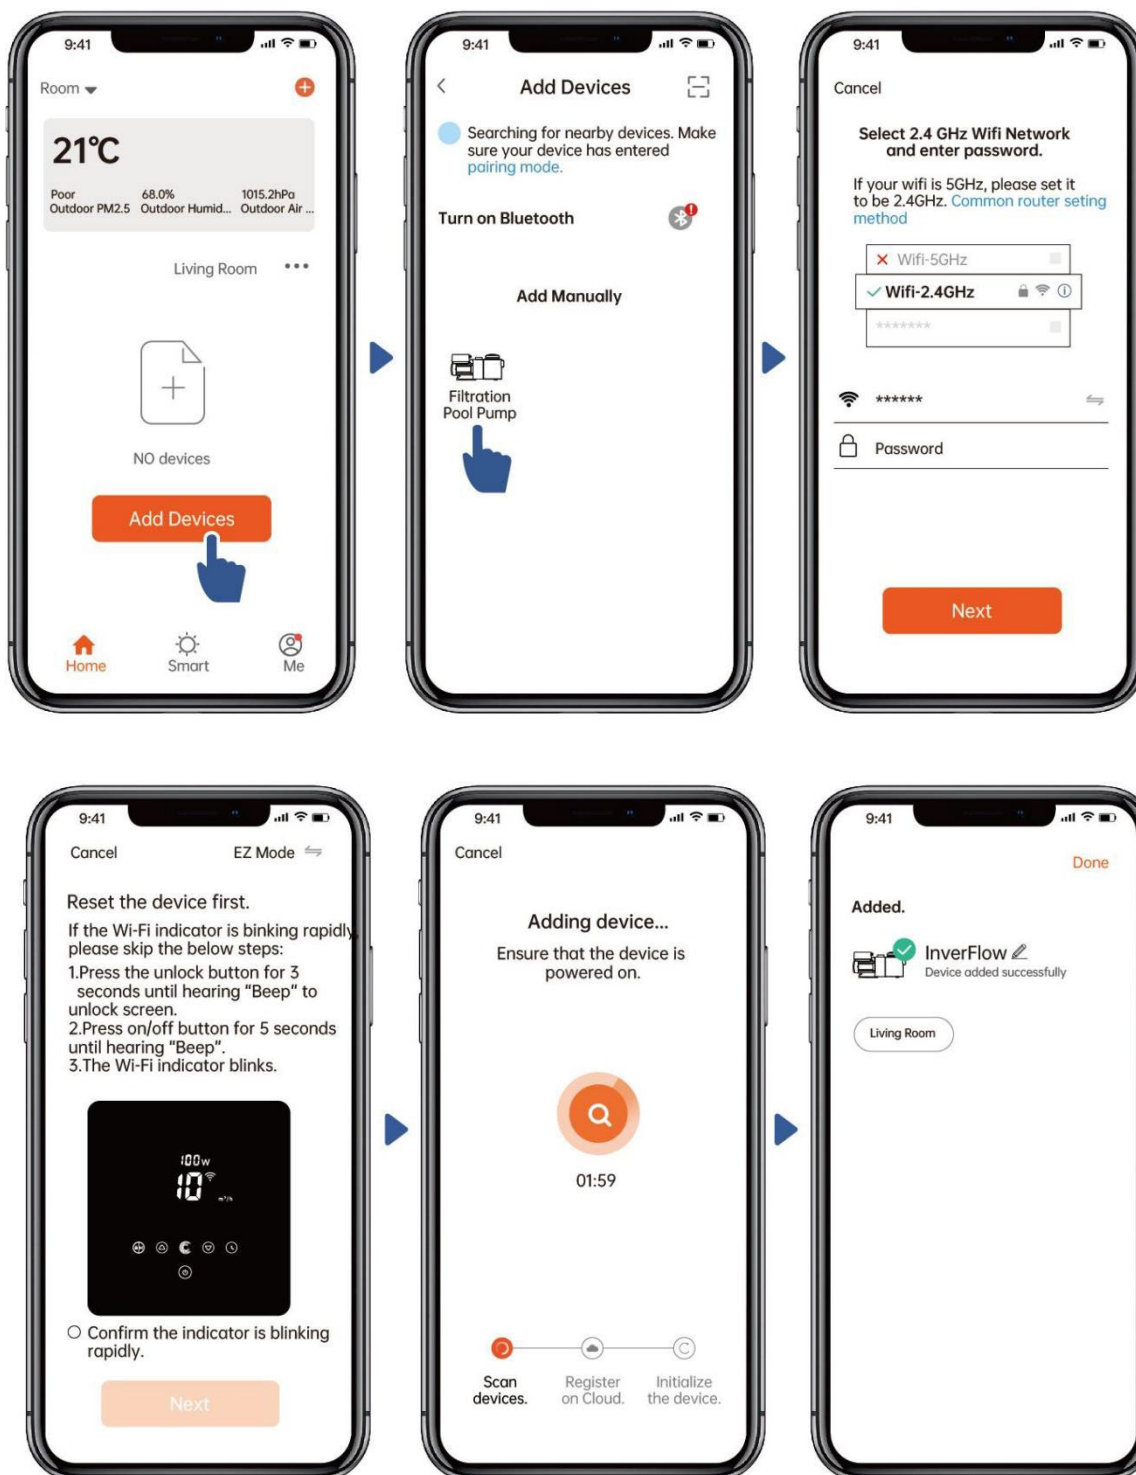 9:41
Room
21°C
Poor 68.0% 1015.2hPa
Outdoor PM2.5 Outdoor Humid... Outdoor Air ...
Living Room •••
NO devices
Add Devices
Home Smart Me
9:41
Add Devices
Searching for nearby devices. Make
sure your device has entered
pairing mode.
Turn on Bluetooth
Add Manually
Filtration
Pool Pump
9:41
Cancel
Select 2.4 GHz Wifi Network
and enter password.
If your wifi is 5GHz, please set it
to be 2.4GHz. Common router seting
method
Wifi-5GHz
Wifi-2.4GHz
*******
******
Password
Next
9:41
Cancel EZ Mode
Reset the device first.
If the Wi-Fi indicator is binking rapidly,
please skip the below steps:
1.Press the unlock button for 3
seconds until hearing "Beep" to
unlock screen.
2.Press on/off button for 5 seconds
until hearing "Beep".
3.The Wi-Fi indicator blinks.
100w
10
m³/h
Confirm the indicator is blinking
rapidly.
Next
9:41
Cancel
Adding device...
Ensure that the device is
powered on.
01:59
Scan Register Initialize
devices. on Cloud. the device.
9:41
Done
Added.
InverFlow
Device added successfully
Living Room